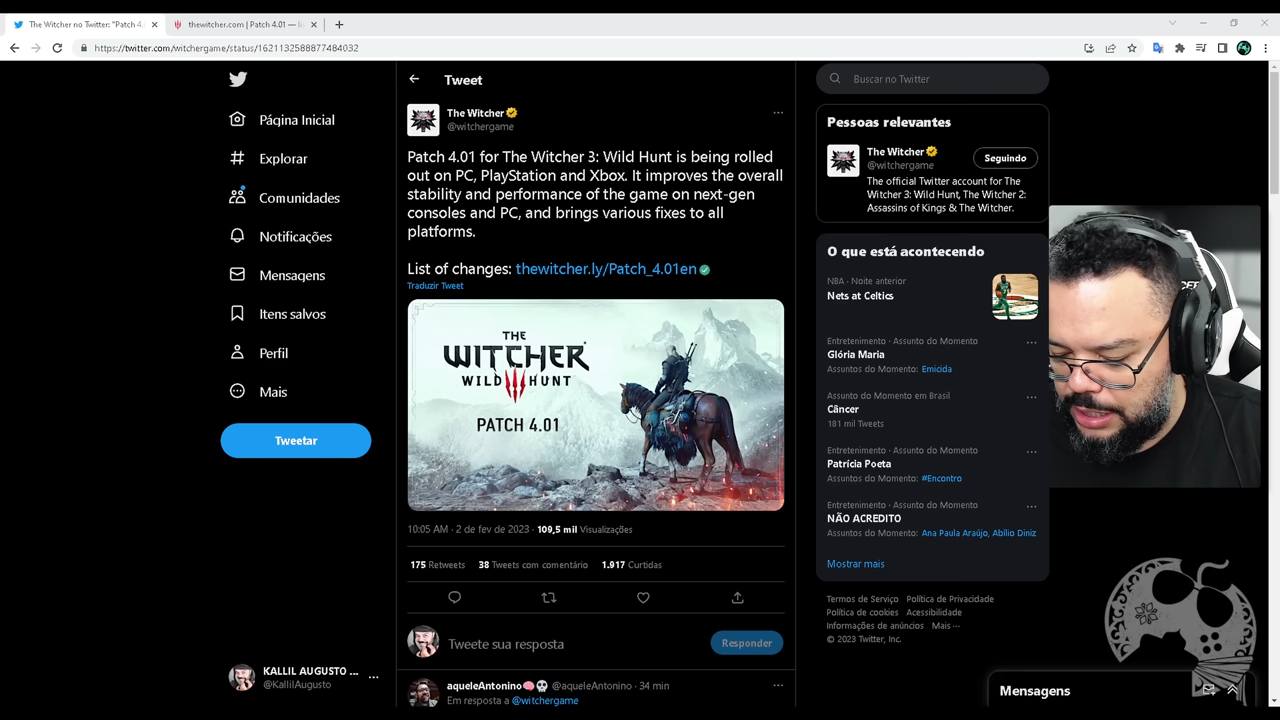 The Witcher no Twitter: "Patch 4.
thewitcher.com | Patch 4.01 —
https://twitter.com/witchergame/status/1621132588877484032
Página Inicial
Explorar
Comunidades
Notificações
Mensagens
Itens salvos
Perfil
Mais
Tweetar
KALLIL AUGUSTO ...
@KallilAugusto
Tweet
The Witcher
@witchergame
Patch 4.01 for The Witcher 3: Wild Hunt is being rolled
out on PC, PlayStation and Xbox. It improves the overall
stability and performance of the game on next-gen
consoles and PC, and brings various fixes to all
platforms.
List of changes: thewitcher.ly/Patch_4.01en
Traduzir Tweet
THE
WITCHER
WILD HUNT
PATCH 4.01
10:05 AM · 2 de fev de 2023 · 109,5 mil Visualizações
175 Retweets 38 Tweets com comentário 1.917 Curtidas
Tweete sua resposta
Responder
aqueleAntonino @aqueleAntonino · 34 min
Em resposta a @witchergame
Buscar no Twitter
Pessoas relevantes
The Witcher
@witchergame
Seguindo
The official Twitter account for The
Witcher 3: Wild Hunt, The Witcher 2:
Assassins of Kings & The Witcher.
O que está acontecendo
NBA · Noite anterior
Nets at Celtics
Entretenimento · Assunto do Momento
Glória Maria
Assuntos do Momento: Emicida
Assunto do Momento em Brasil
Câncer
181 mil Tweets
Entretenimento · Assunto do Momento
Patrícia Poeta
Assuntos do Momento: #Encontro
Entretenimento · Assunto do Momento
NÃO ACREDITO
Assuntos do Momento: Ana Paula Araújo, Abílio Diniz
Mostrar mais
Termos de Serviço Política de Privacidade
Política de cookies Acessibilidade
Informações de anúncios Mais ···
© 2023 Twitter, Inc.
Mensagens